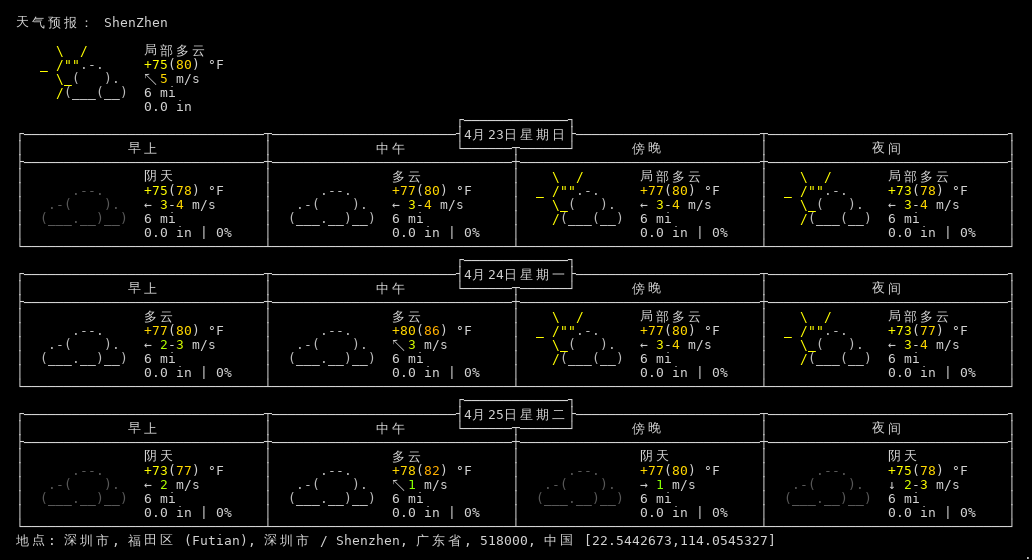 天气预报： ShenZhen
局部多云
+75(80) °F
↖ 5 m/s
6 mi
0.0 in
4月23日星期日
早上 中午 傍晚 夜间
阴天 多云 局部多云 局部多云
+75(78) °F +77(80) °F +77(80) °F +73(78) °F
← 3-4 m/s ← 3-4 m/s ← 3-4 m/s ← 3-4 m/s
6 mi 6 mi 6 mi 6 mi
0.0 in | 0% 0.0 in | 0% 0.0 in | 0% 0.0 in | 0%
4月24日星期一
早上 中午 傍晚 夜间
多云 多云 局部多云 局部多云
+77(80) °F +80(86) °F +77(80) °F +73(77) °F
← 2-3 m/s ↖ 3 m/s ← 3-4 m/s ← 3-4 m/s
6 mi 6 mi 6 mi 6 mi
0.0 in | 0% 0.0 in | 0% 0.0 in | 0% 0.0 in | 0%
4月25日星期二
早上 中午 傍晚 夜间
阴天 多云 阴天 阴天
+73(77) °F +78(82) °F +77(80) °F +75(78) °F
← 2 m/s ↖ 1 m/s → 1 m/s ↓ 2-3 m/s
6 mi 6 mi 6 mi 6 mi
0.0 in | 0% 0.0 in | 0% 0.0 in | 0% 0.0 in | 0%
地点: 深圳市, 福田区 (Futian), 深圳市 / Shenzhen, 广东省, 518000, 中国 [22.5442673,114.0545327]